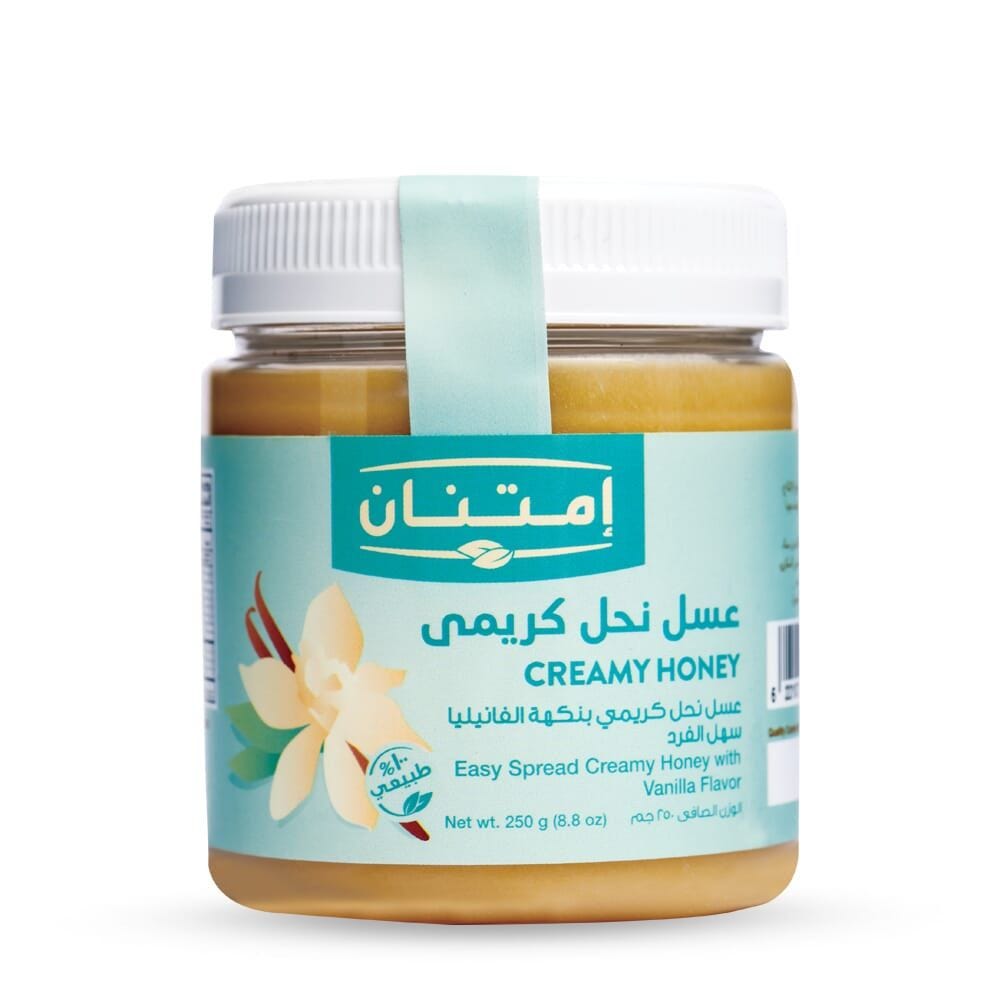 إمتنان
عسل نحل كريمى
CREAMY HONEY
عسل نحل كريمي بنكهة الفانيليا
سهل الفرد
Easy Spread Creamy Honey with
Vanilla Flavor
Net wt. 250 g (8.8 oz) الوزن الصافى ٢٥٠ جم
١٠٠%
طبيعي